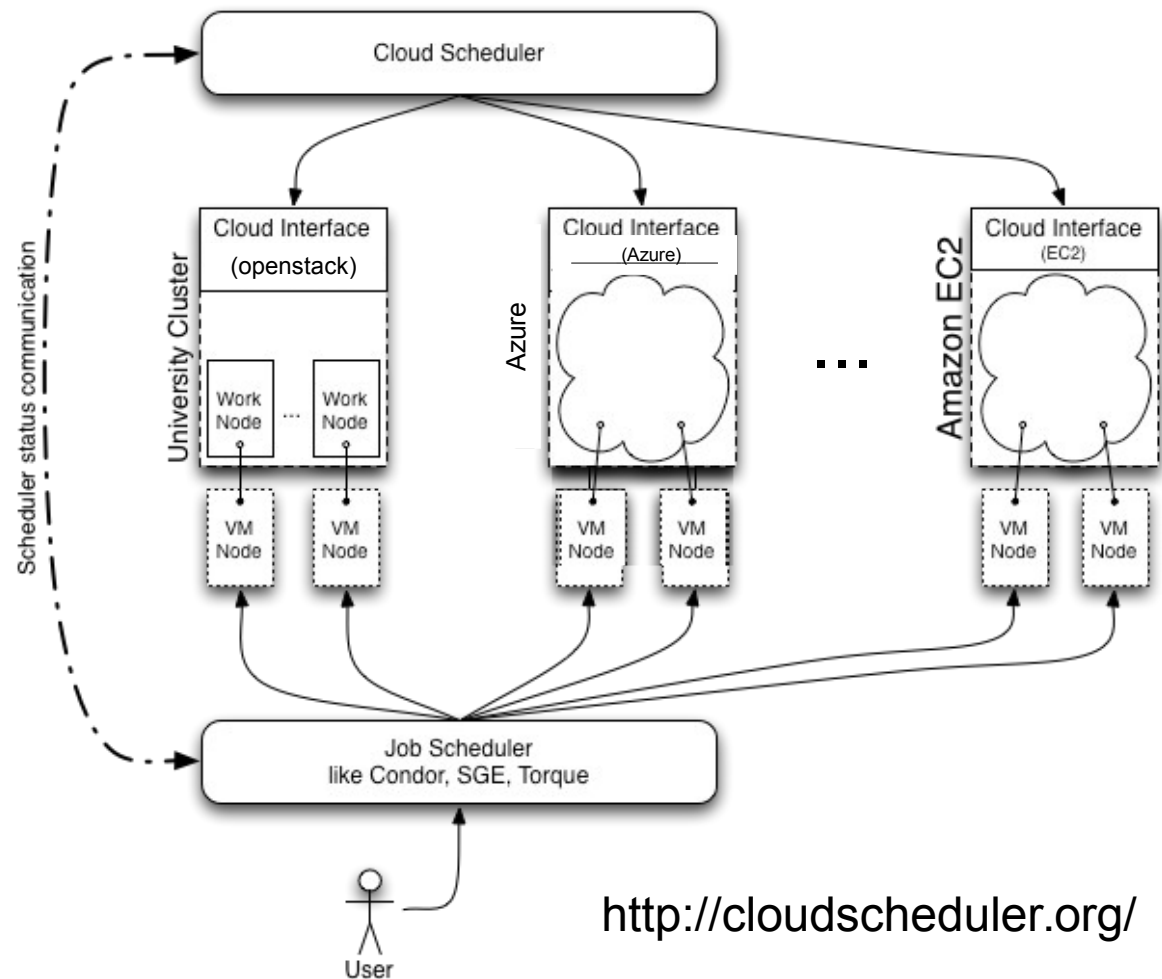 Cloud Scheduler
Scheduler status communication
University Cluster
Cloud Interface
(openstack)
Work
Node
...
Work
Node
VM
Node
VM
Node
Azure
Cloud Interface
(Azure)
VM
Node
VM
Node
...
Amazon EC2
Cloud Interface
(EC2)
VM
Node
VM
Node
Job Scheduler
like Condor, SGE, Torque
User
http://cloudscheduler.org/